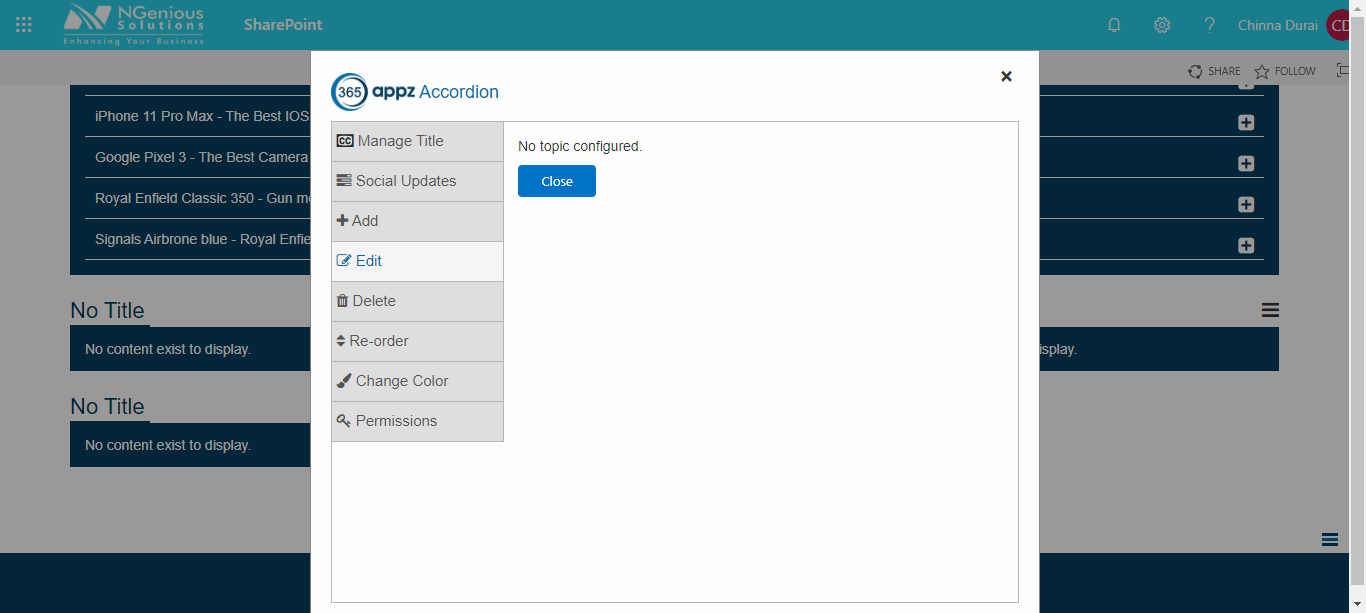 NGenious
Solutions
Enhancing Your Business
SharePoint
Chinna Durai
CD
SHARE
FOLLOW
365 appz Accordion
iPhone 11 Pro Max - The Best IOS
Google Pixel 3 - The Best Camera
Royal Enfield Classic 350 - Gun m
Signals Airbrone blue - Royal Enfie
CC Manage Title
Social Updates
Add
Edit
Delete
Re-order
Change Color
Permissions
No topic configured.
Close
No Title
No content exist to display.
isplay.
No Title
No content exist to display.